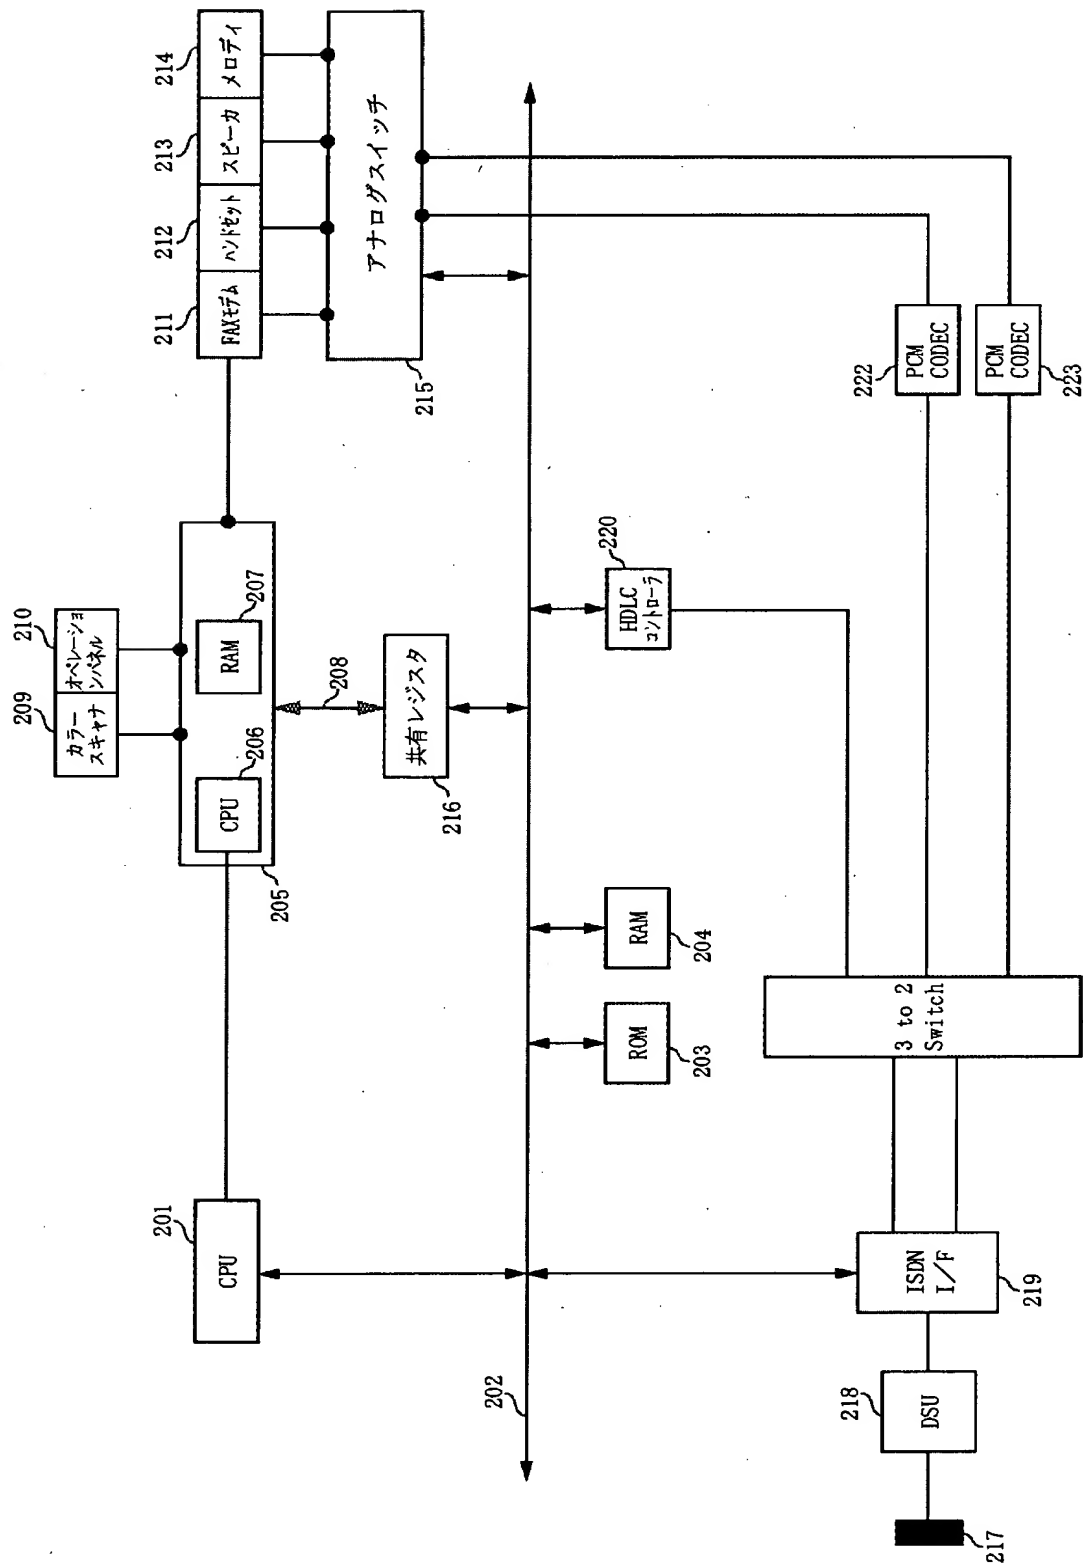 209
210
カラー
スキャナ
オペレーショ
ンパネル
211
212
213
214
FAXモデム
ハンドセット
スピーカ
メロディ
201
CPU
CPU
206
RAM
207
205
208
共有レジスタ
216
アナログスイッチ
215
202
ROM
203
RAM
204
HDLC
コントローラ
220
217
DSU
218
ISDN
I/F
219
3 to 2
Switch
PCM
CODEC
222
PCM
CODEC
223